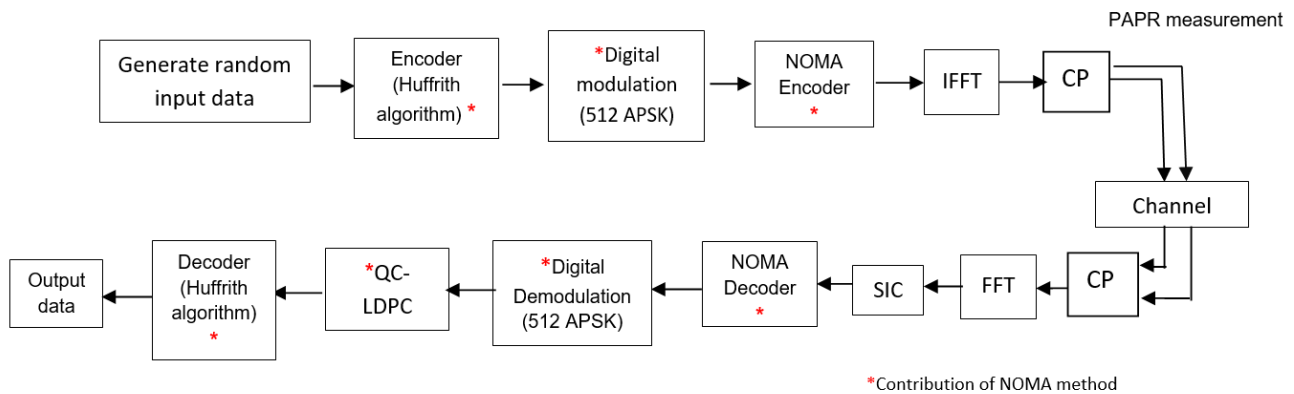 PAPR measurement
Generate random
input data
Encoder
(Huffrith
algorithm) *
*Digital
modulation
(512 APSK)
NOMA
Encoder
*
IFFT
CP
Channel
Output
data
Decoder
(Huffrith
algorithm)
*
*QC-
LDPC
*Digital
Demodulation
(512 APSK)
NOMA
Decoder
*
SIC
FFT
CP
*Contribution of NOMA method